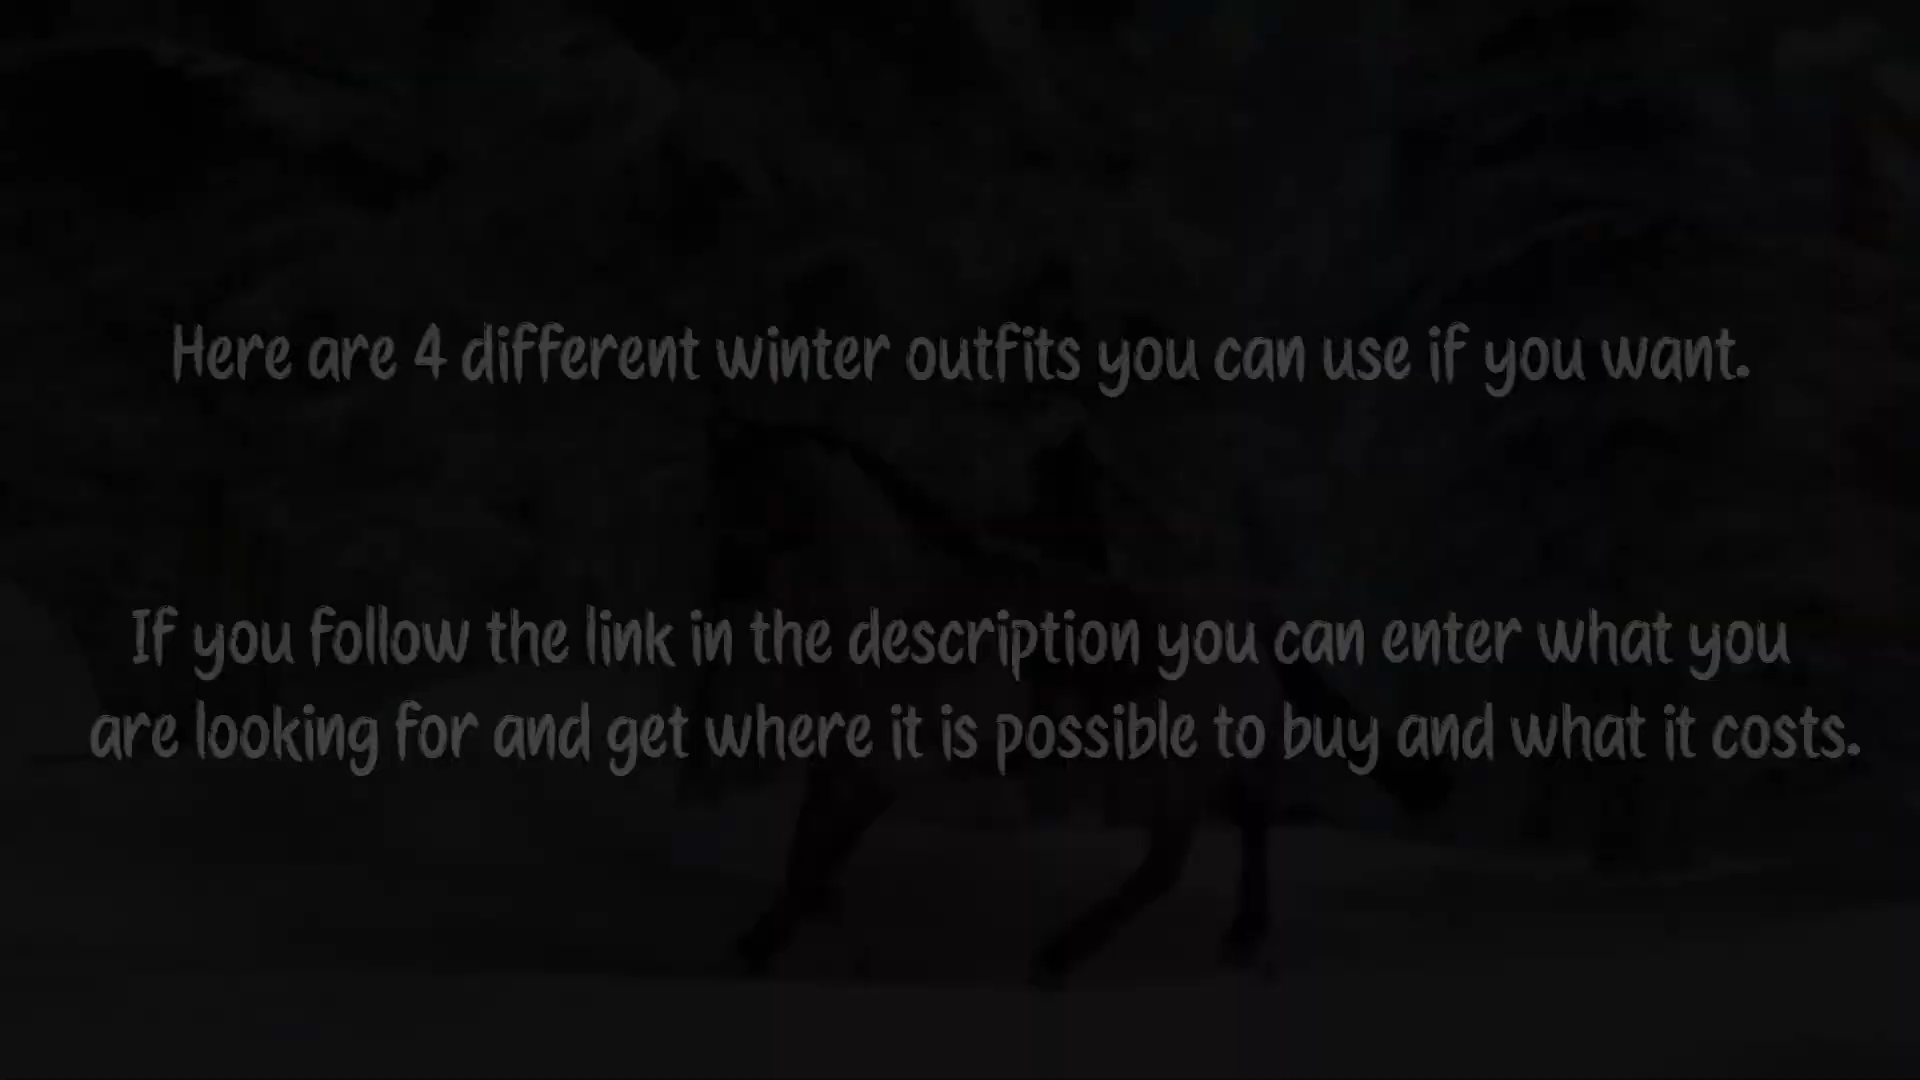 Here are 4 different winter outfits you can use if you want.
If you follow the link in the description you can enter what you
are looking for and get where it is possible to buy and what it costs.